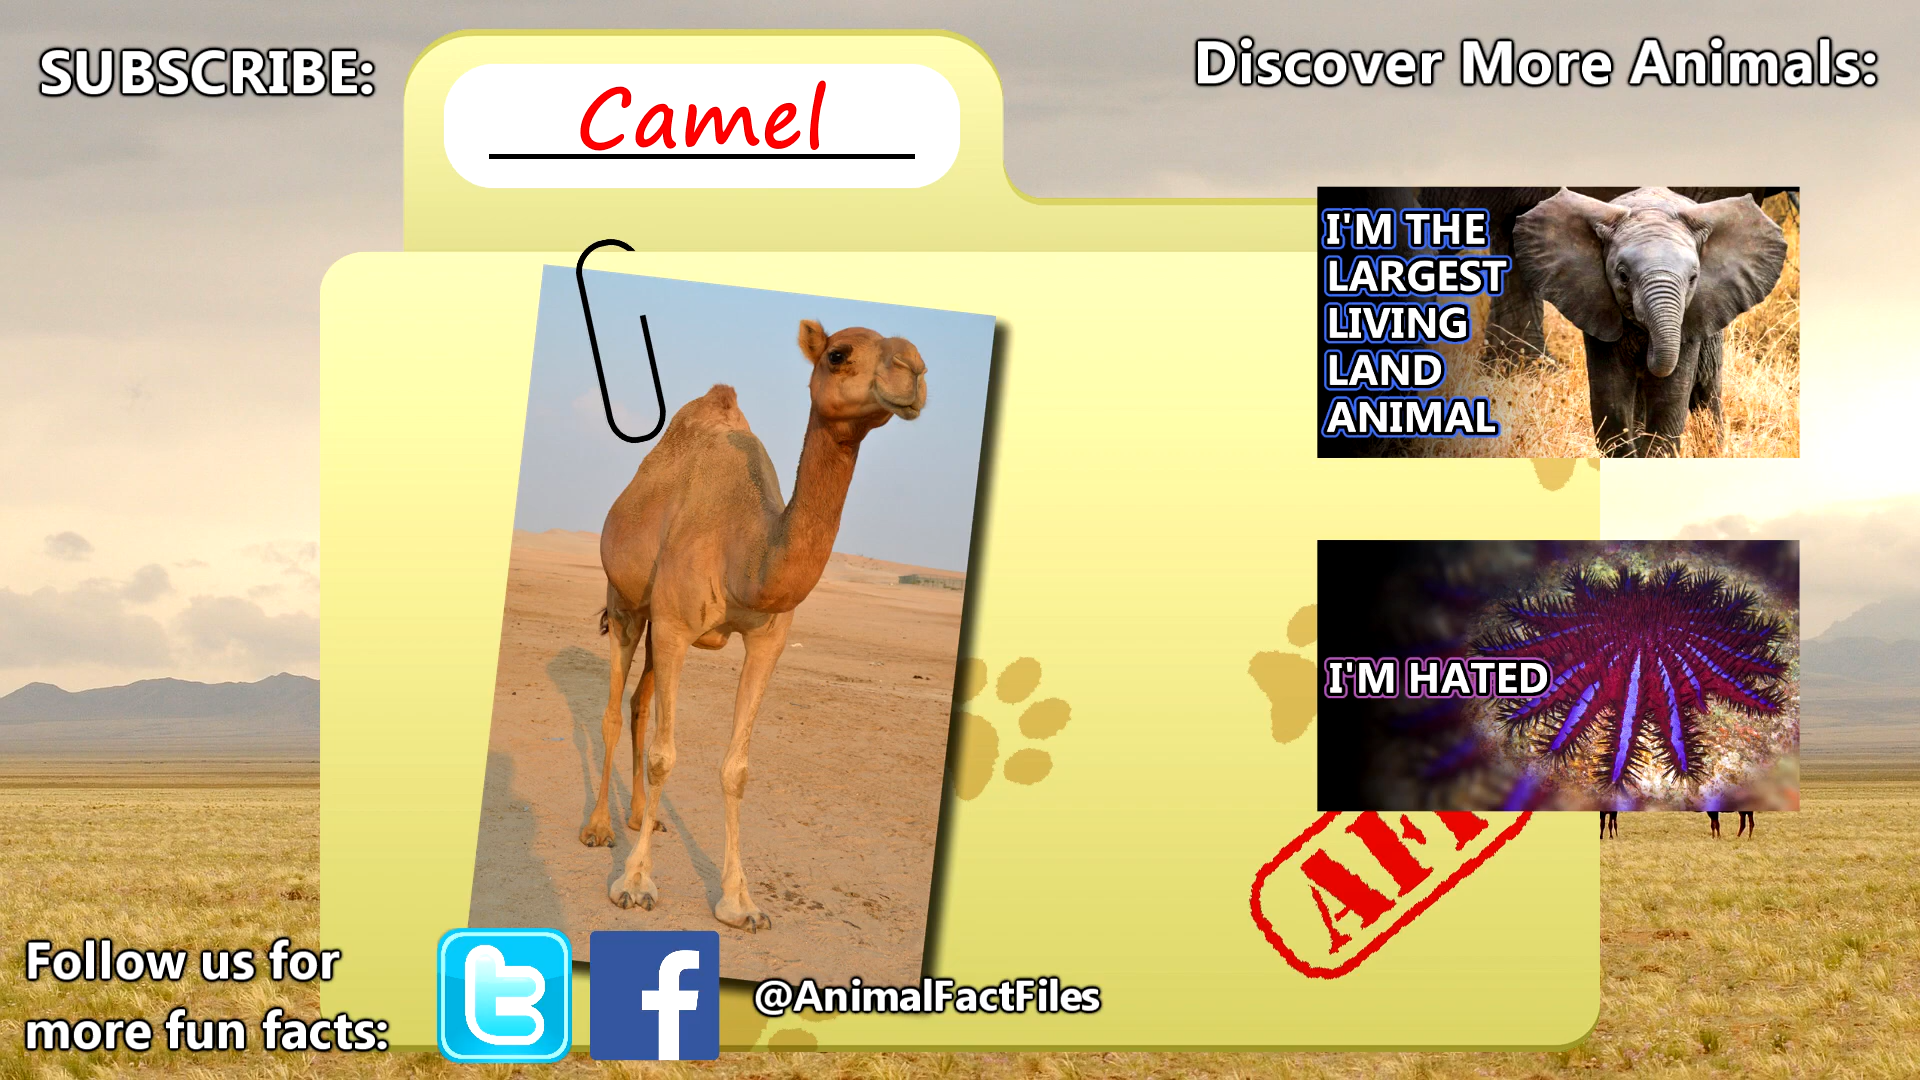 SUBSCRIBE:
Camel
Discover More Animals:
I'M THE
LARGEST
LIVING
LAND
ANIMAL
I'M HATED
Follow us for
more fun facts:
@AnimalFactFiles